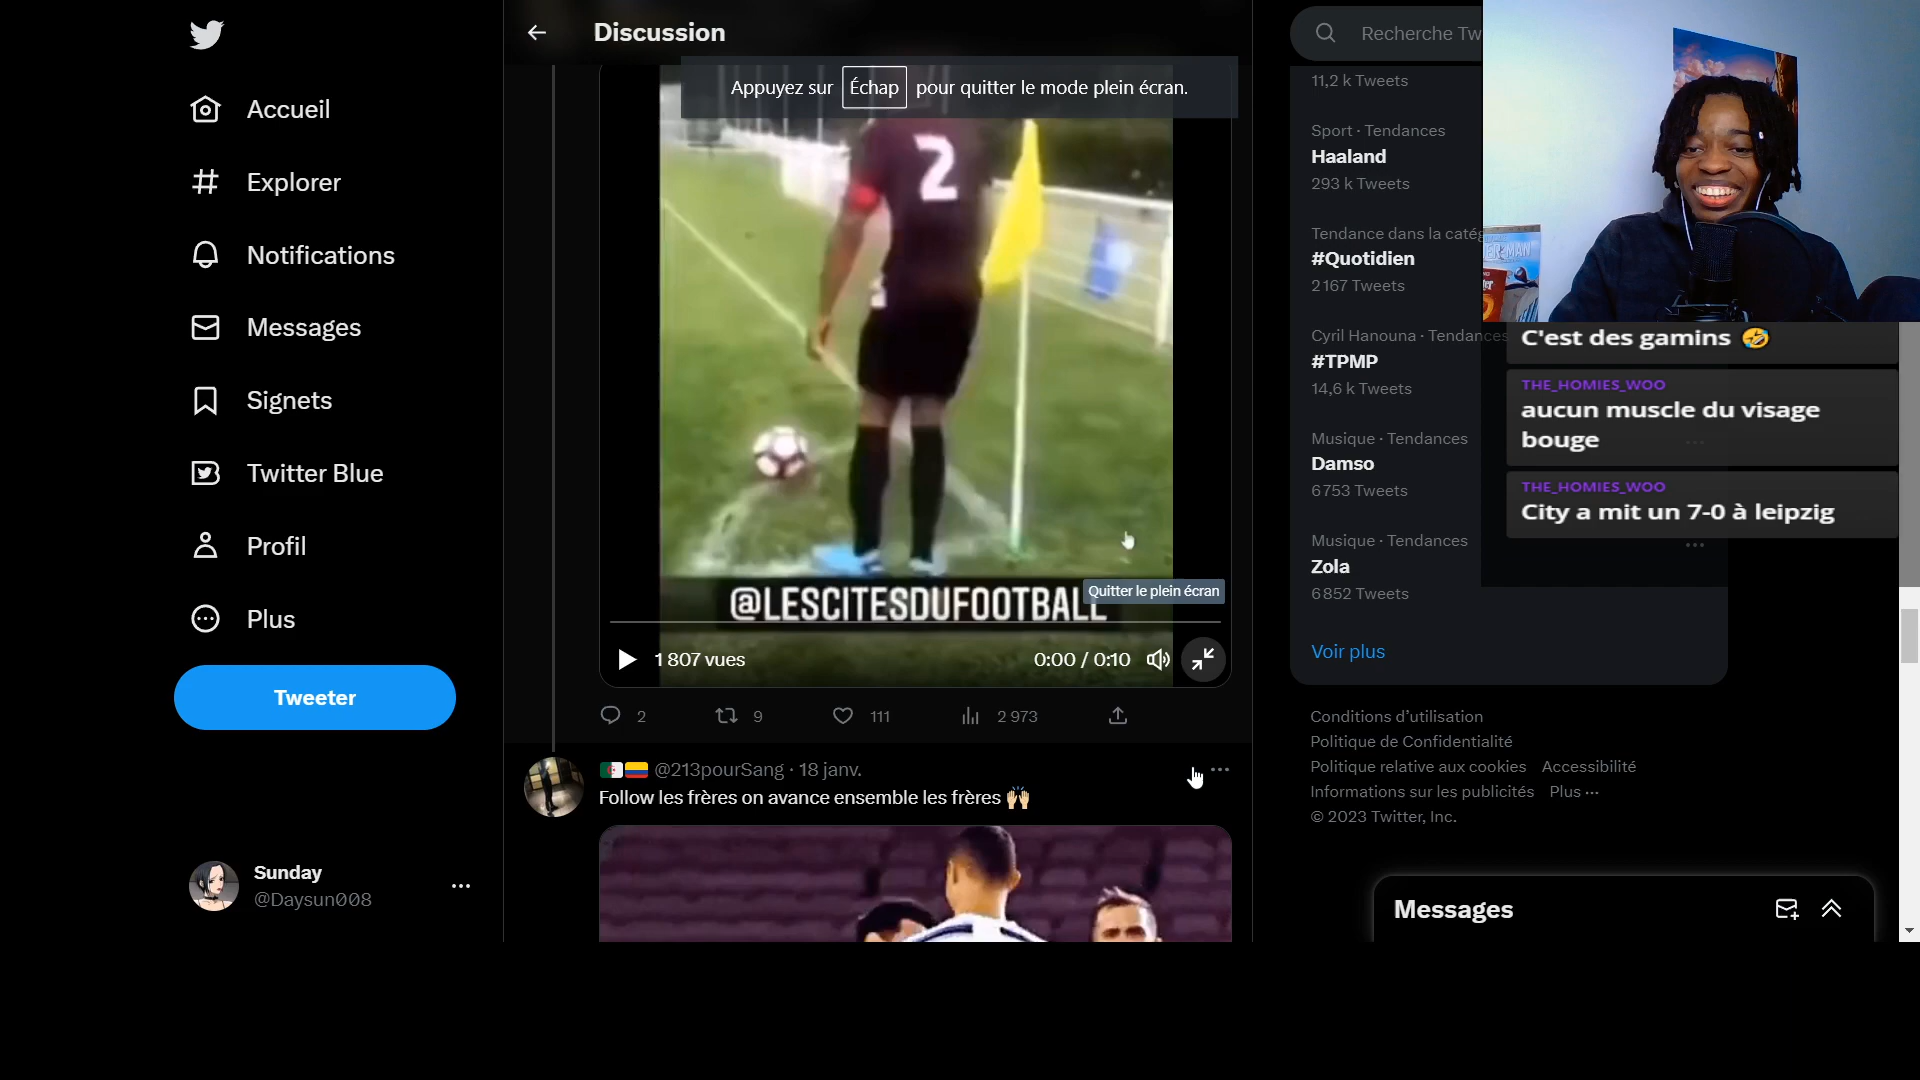 Accueil
Explorer
Notifications
Messages
Signets
Twitter Blue
Profil
Plus
Tweeter
Sunday
@Daysun008
Discussion
Appuyez sur Échap pour quitter le mode plein écran.
2
@LESCITESDUFOOTBALL
Quitter le plein écran
1 807 vues
0:00 / 0:10
2
9
111
2 973
@213pourSang · 18 janv.
Follow les frères on avance ensemble les frères
Recherche Tw
11,2 k Tweets
Sport · Tendances
Haaland
293 k Tweets
Tendance dans la catég
#Quotidien
2 167 Tweets
Cyril Hanouna · Tendances
#TPMP
14,6 k Tweets
Musique · Tendances
Damso
6 753 Tweets
Musique · Tendances
Zola
6 852 Tweets
Voir plus
C'est des gamins
THE_HOMIES_WOO
aucun muscle du visage
bouge
THE_HOMIES_WOO
City a mit un 7-0 à leipzig
Conditions d’utilisation
Politique de Confidentialité
Politique relative aux cookies Accessibilité
Informations sur les publicités Plus ···
© 2023 Twitter, Inc.
Messages